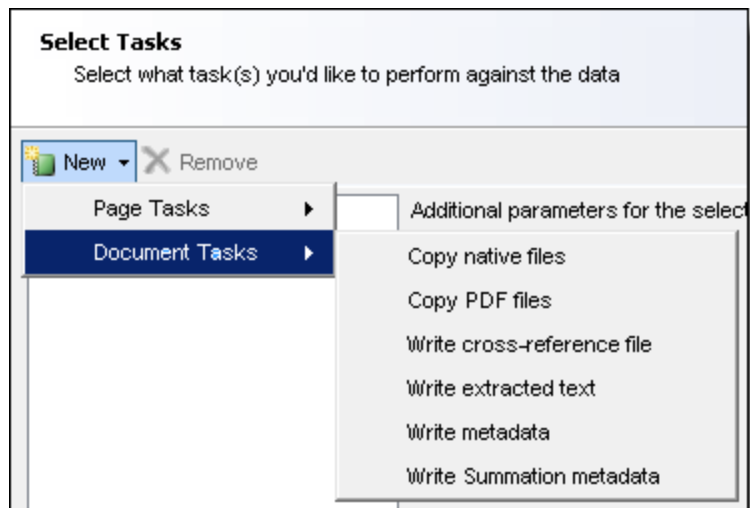 Select Tasks
Select what task(s) you'd like to perform against the data
New Remove
Page Tasks
Additional parameters for the select
Document Tasks
Copy native files
Copy PDF files
Write cross-reference file
Write extracted text
Write metadata
Write Summation metadata